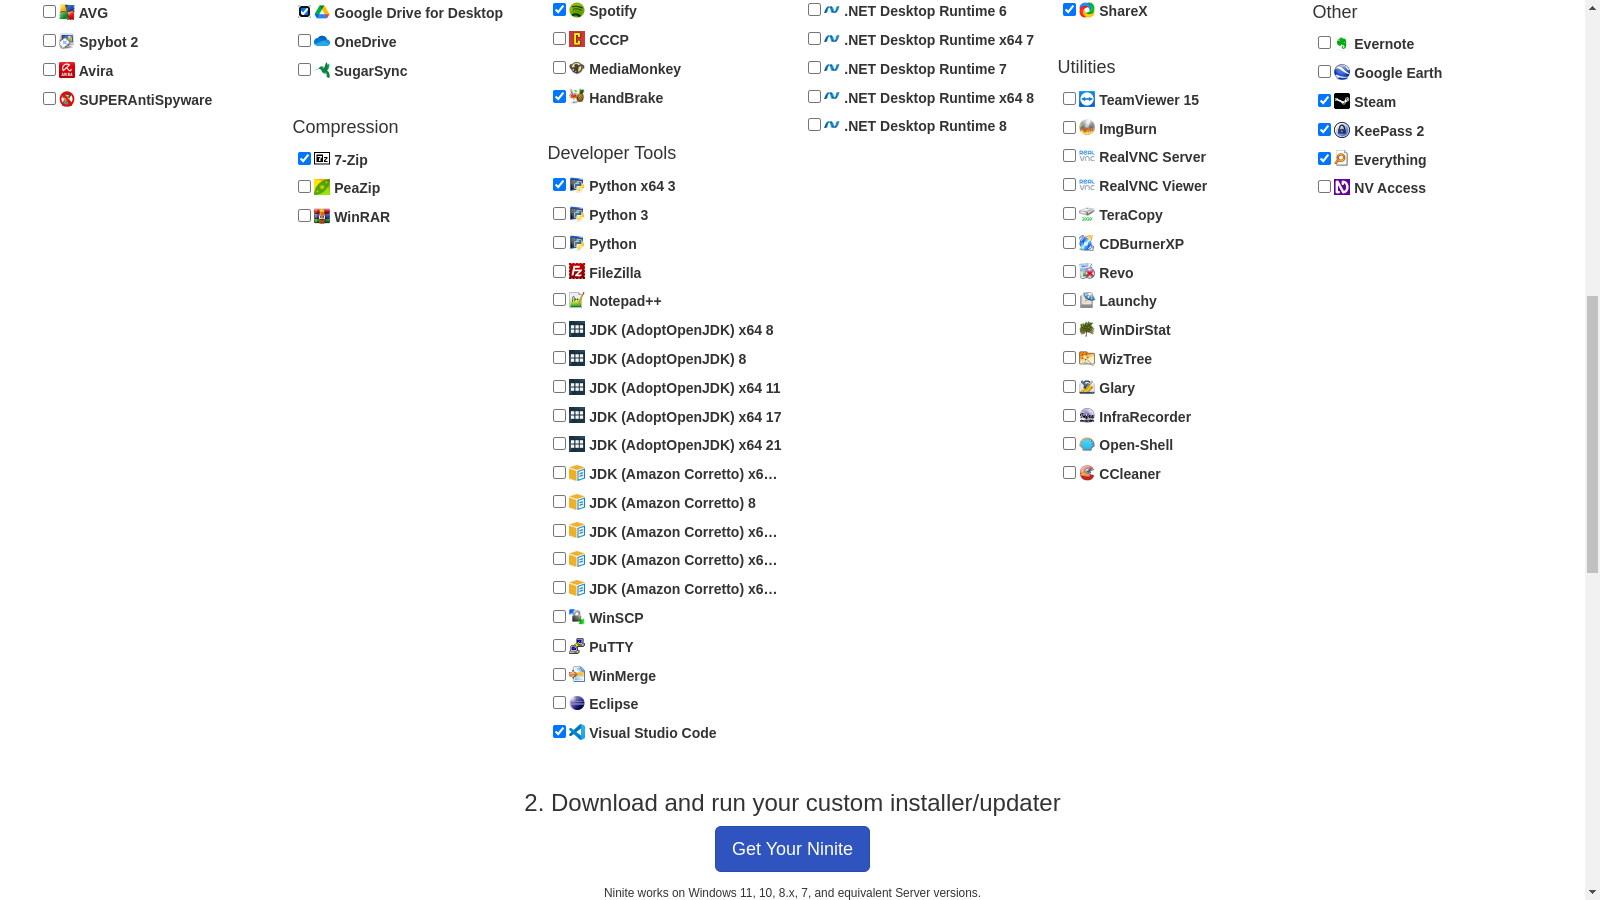 AVG
Spybot 2
Avira
SUPERAntiSpyware
Google Drive for Desktop
OneDrive
SugarSync
Compression
7-Zip
PeaZip
WinRAR
Spotify
CCCP
MediaMonkey
HandBrake
Developer Tools
Python x64 3
Python 3
Python
FileZilla
Notepad++
JDK (AdoptOpenJDK) x64 8
JDK (AdoptOpenJDK) 8
JDK (AdoptOpenJDK) x64 11
JDK (AdoptOpenJDK) x64 17
JDK (AdoptOpenJDK) x64 21
JDK (Amazon Corretto) x6…
JDK (Amazon Corretto) 8
JDK (Amazon Corretto) x6…
JDK (Amazon Corretto) x6…
JDK (Amazon Corretto) x6…
WinSCP
PuTTY
WinMerge
Eclipse
Visual Studio Code
.NET Desktop Runtime 6
.NET Desktop Runtime x64 7
.NET Desktop Runtime 7
.NET Desktop Runtime x64 8
.NET Desktop Runtime 8
ShareX
Utilities
TeamViewer 15
ImgBurn
RealVNC Server
RealVNC Viewer
TeraCopy
CDBurnerXP
Revo
Launchy
WinDirStat
WizTree
Glary
InfraRecorder
Open-Shell
CCleaner
Other
Evernote
Google Earth
Steam
KeePass 2
Everything
NV Access
2. Download and run your custom installer/updater
Get Your Ninite
Ninite works on Windows 11, 10, 8.x, 7, and equivalent Server versions.